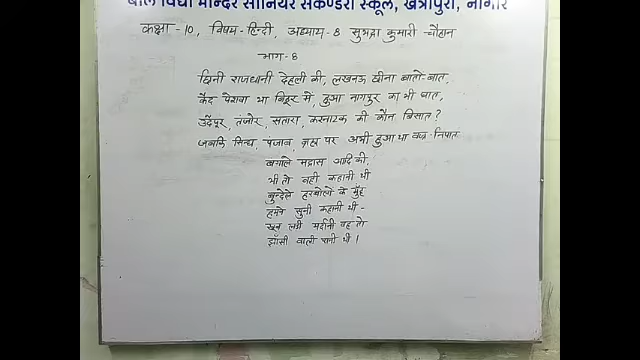 बाल विद्या मन्दिर सीनियर सैकण्डरी स्कूल, खत्रीपुरा, नागौर
कक्षा -10, विषय-हिन्दी, अध्याय-8 सुभद्रा कुमारी चौहान
भाग-8
छिनी राजधानी देहली की, लखनऊ छीना बातो-बात,
कैद पेशवा था बिठूर में, हुआ नागपुर का भी घात,
उदैपुर, तंजोर, सतारा, करनाटक की कौन बिसात?
जबकि सिन्ध, पंजाब, ब्रह्म पर अभी हुआ था वज्र-निपात
बंगाले मद्रास आदि की,
भी तो वही कहानी थी
बुन्देले हरबोलो के मुँह
हमने सुनी कहानी थी-
खूब लड़ी मर्दानी वह तो
झाँसी वाली रानी थी।